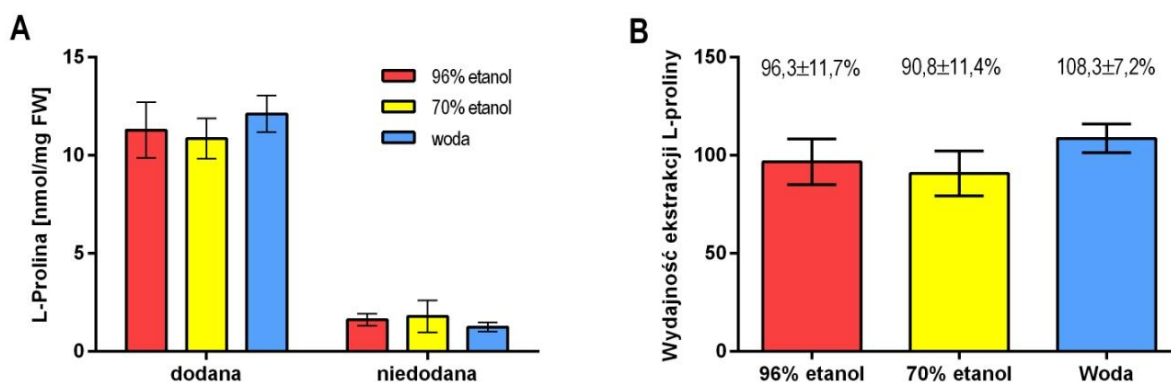 A
L-Prolina [nmol/mg FW]
15
10
5
0
96% etanol
70% etanol
woda
dodana
niedodana
B
Wydajność ekstrakcji L-proliny
150
100
50
0
96,3±11,7%
90,8±11,4%
108,3±7,2%
96% etanol
70% etanol
Woda